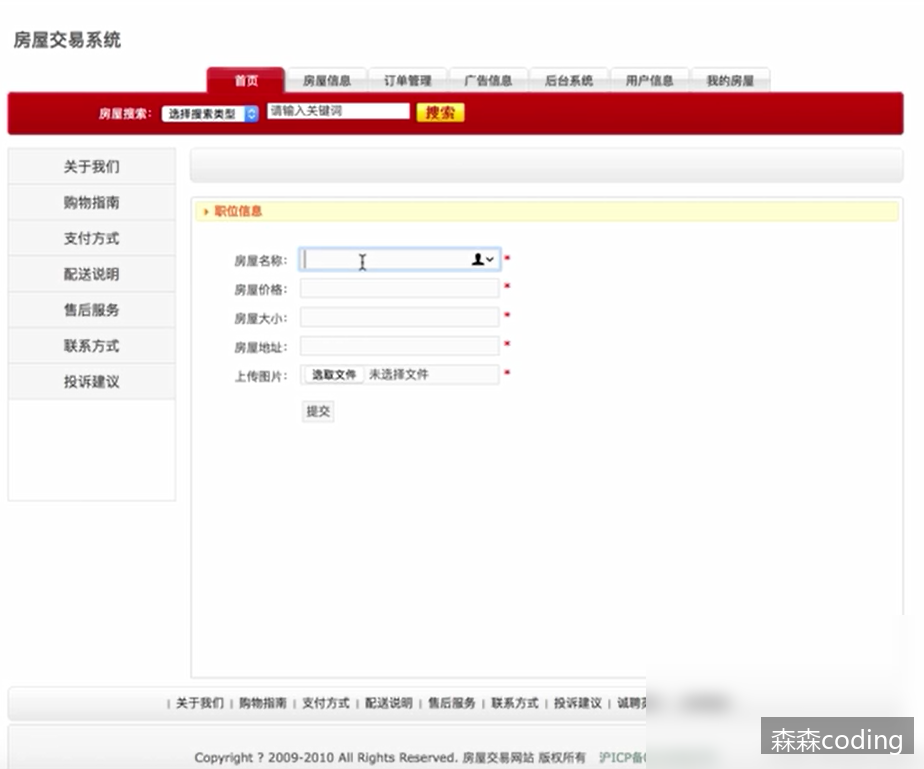 房屋交易系统
首页 房屋信息 订单管理 广告信息 后台系统 用户信息 我的房屋
房屋搜索: 选择搜索类型 请输入关键词 搜索
关于我们
购物指南
支付方式
配送说明
售后服务
联系方式
投诉建议
职位信息
房屋名称: *
房屋价格: *
房屋大小: *
房屋地址: *
上传图片: 选取文件 未选择文件 *
提交
| 关于我们 | 购物指南 | 支付方式 | 配送说明 | 售后服务 | 联系方式 | 投诉建议 | 诚聘
Copyright ? 2009-2010 All Rights Reserved. 房屋交易网站 版权所有 沪ICP备
森森coding